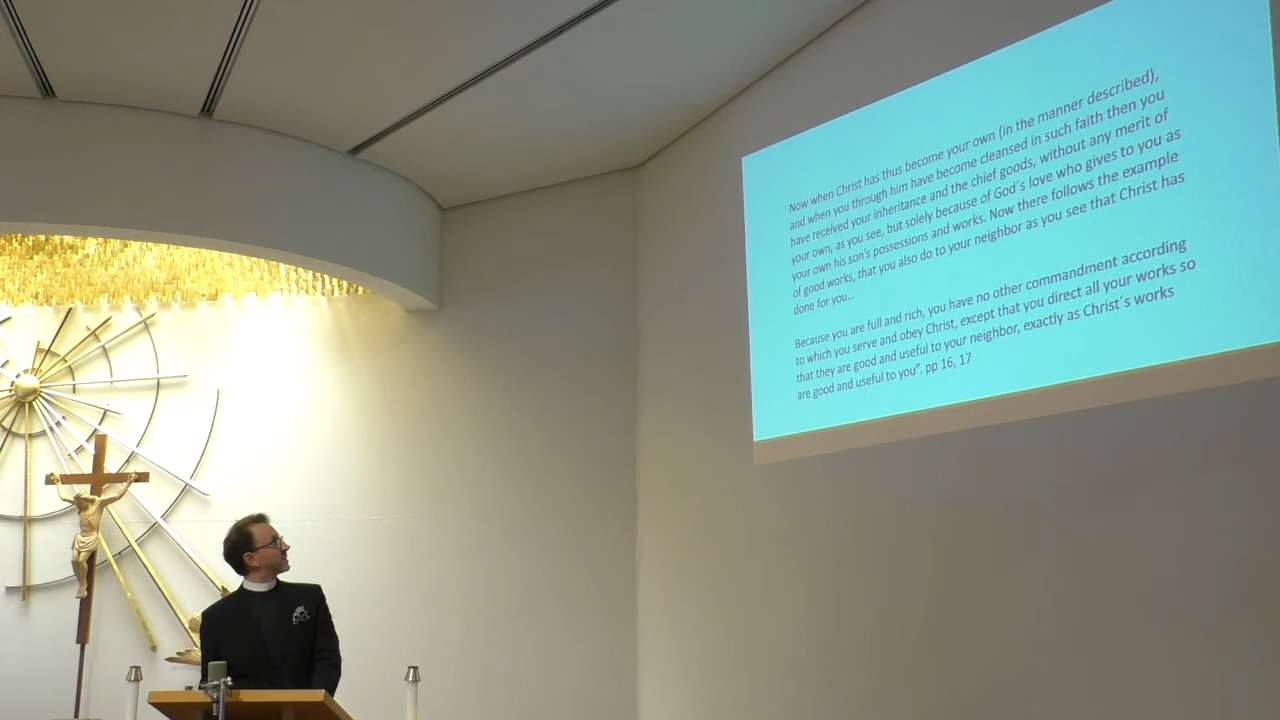 Now when Christ has thus become your own (in the manner described),
and when you through him have become cleansed in such faith then you
have received your inheritance and the chief goods, without any merit of
your own, as you see, but solely because of God´s love who gives to you as
your own his son's possessions and works. Now there follows the example
of good works, that you also do to your neighbor as you see that Christ has
done for you...
Because you are full and rich, you have no other commandment according
to which you serve and obey Christ, except that you direct all your works so
that they are good and useful to your neighbor, exactly as Christ´s works
are good and useful to you”. pp 16, 17